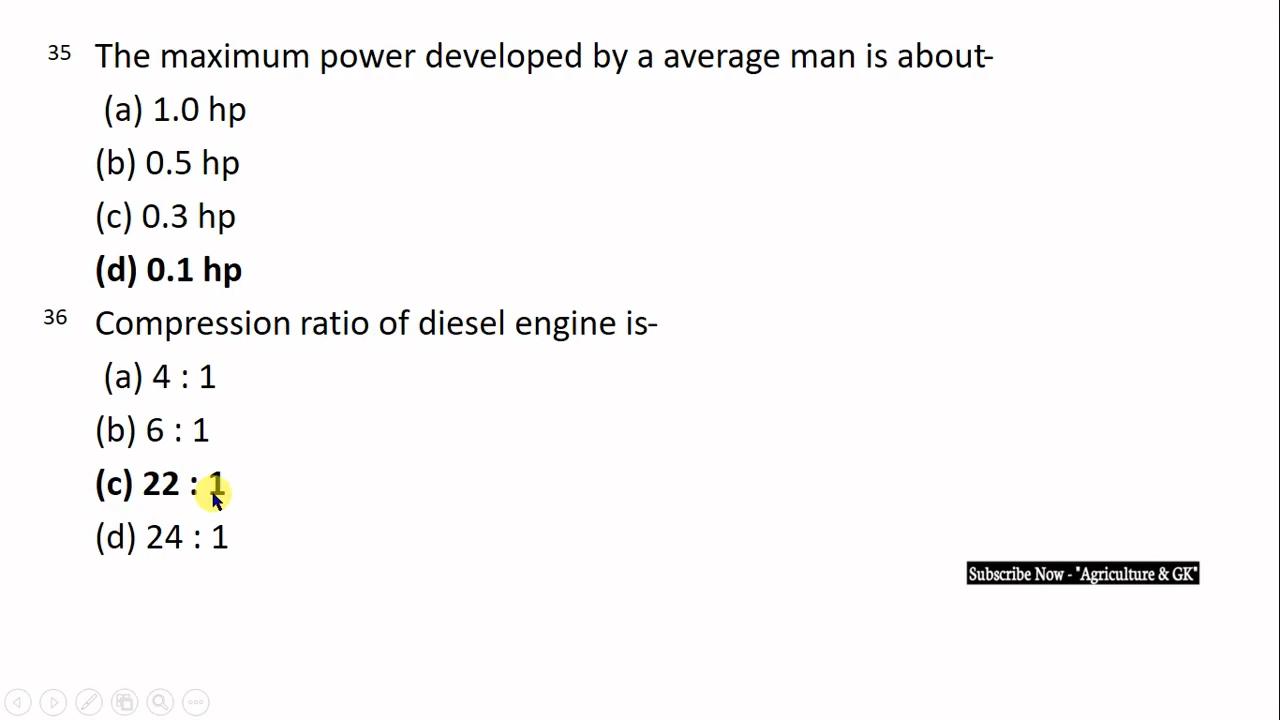 35 The maximum power developed by a average man is about-
(a) 1.0 hp
(b) 0.5 hp
(c) 0.3 hp
(d) 0.1 hp
36 Compression ratio of diesel engine is-
(a) 4 : 1
(b) 6 : 1
(c) 22 : 1
(d) 24 : 1
Subscribe Now - "Agriculture & GK"